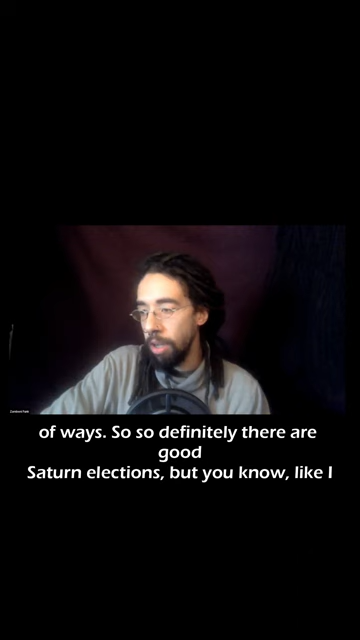 of ways. So so definitely there are
good
Saturn elections, but you know, like I